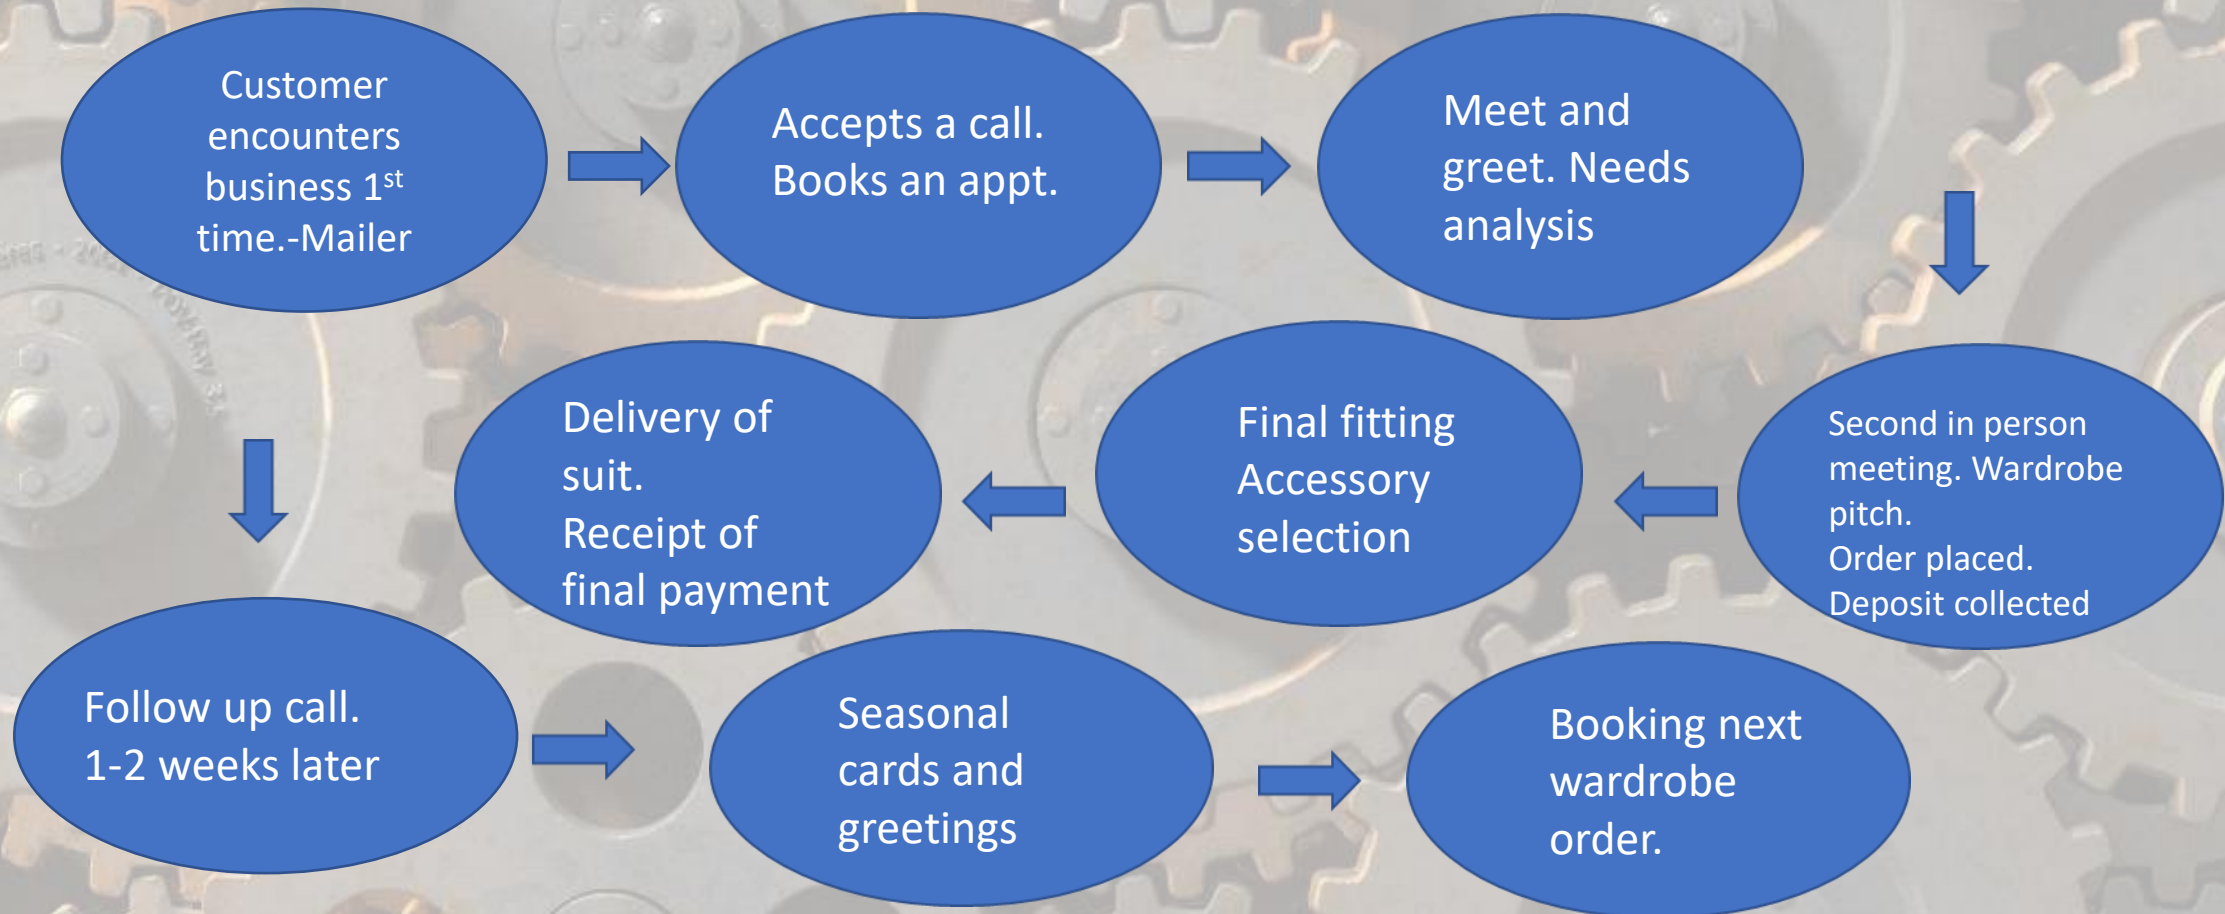 Customer
encounters
business 1st
time.-Mailer
Accepts a call.
Books an appt.
Meet and
greet. Needs
analysis
Second in person
meeting. Wardrobe
pitch.
Order placed.
Deposit collected
Final fitting
Accessory
selection
Delivery of
suit.
Receipt of
final payment
Follow up call.
1-2 weeks later
Seasonal
cards and
greetings
Booking next
wardrobe
order.